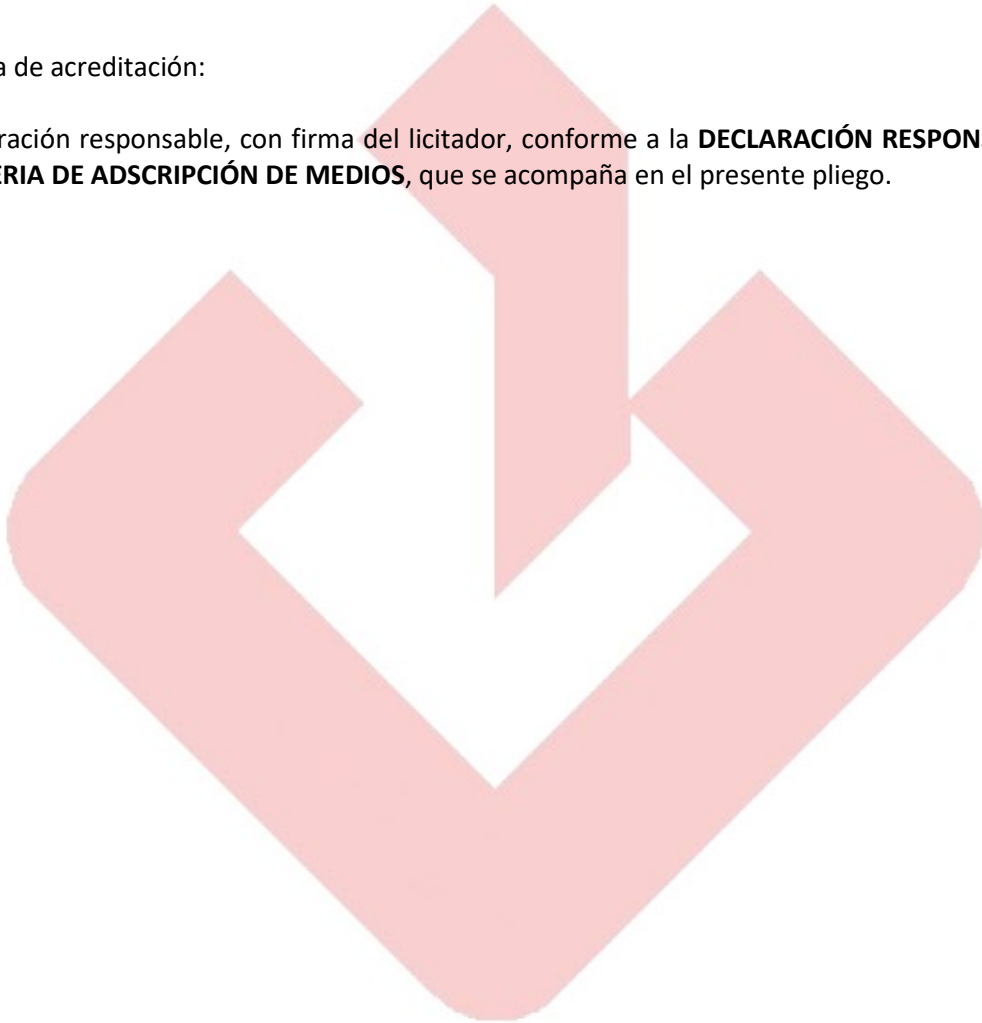 a de acreditación:
ración responsable, con firma del licitador, conforme a la DECLARACIÓN RESPONS
ERIA DE ADSCRIPCIÓN DE MEDIOS, que se acompaña en el presente pliego.